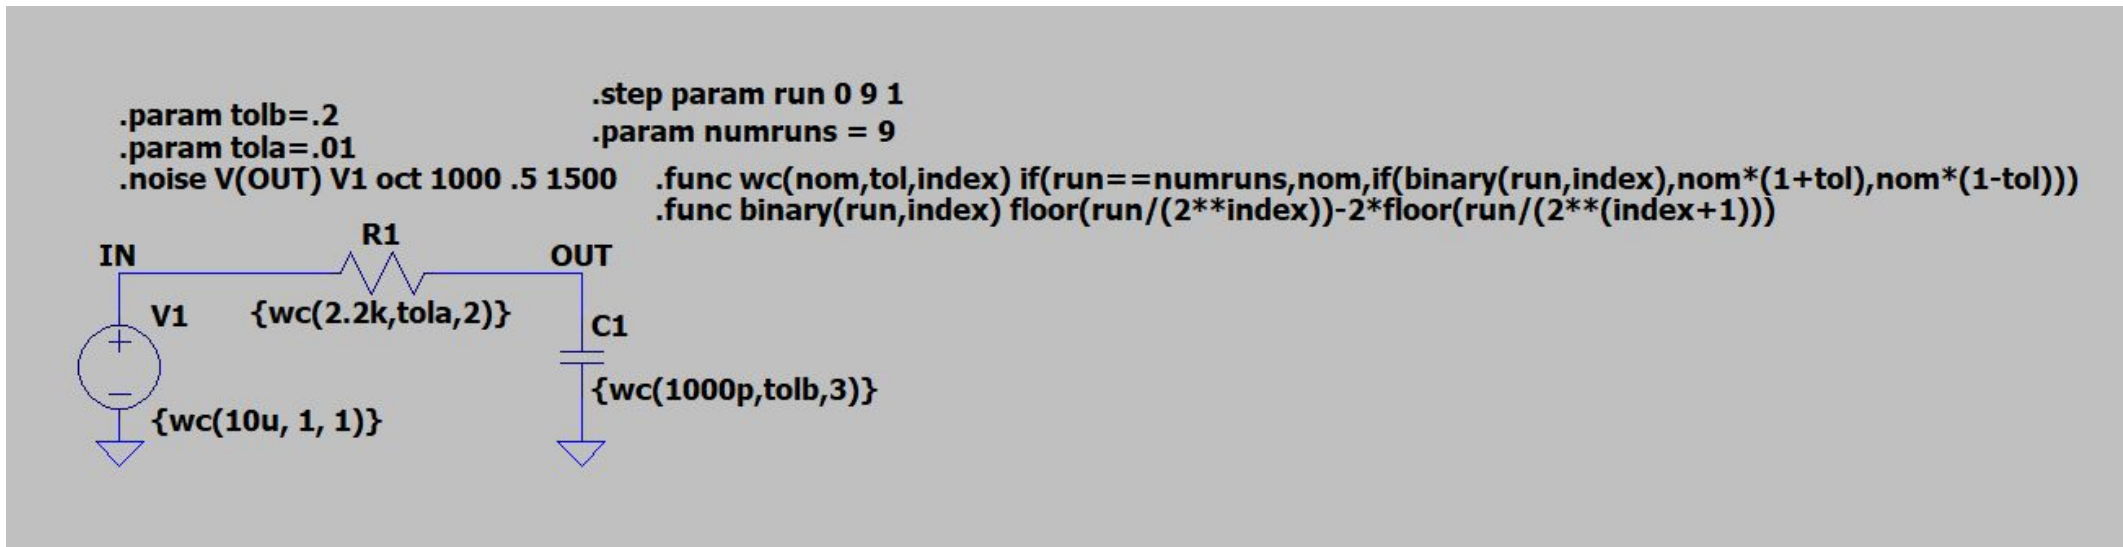 .param tolb=.2
.param tola=.01
.noise V(OUT) V1 oct 1000 .5 1500
.step param run 0 9 1
.param numruns = 9
.func wc(nom,tol,index) if(run==numruns,nom,if(binary(run,index),nom*(1+tol),nom*(1-tol)))
.func binary(run,index) floor(run/(2**index))-2*floor(run/(2**(index+1)))
IN
R1
OUT
V1
{wc(2.2k,tola,2)}
C1
{wc(1000p,tolb,3)}
{wc(10u, 1, 1)}